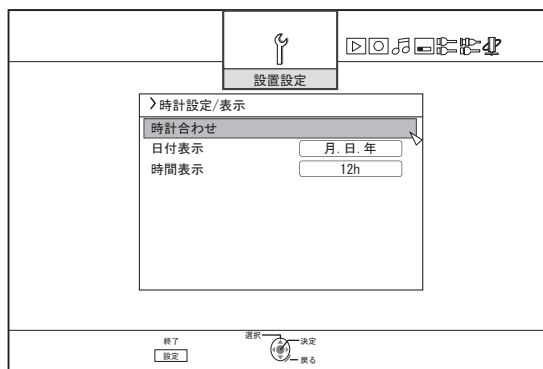 設置設定
〉時計設定/表示
時計合わせ
日付表示 月.日.年
時間表示 12h
終了
設定
選択
決定
戻る